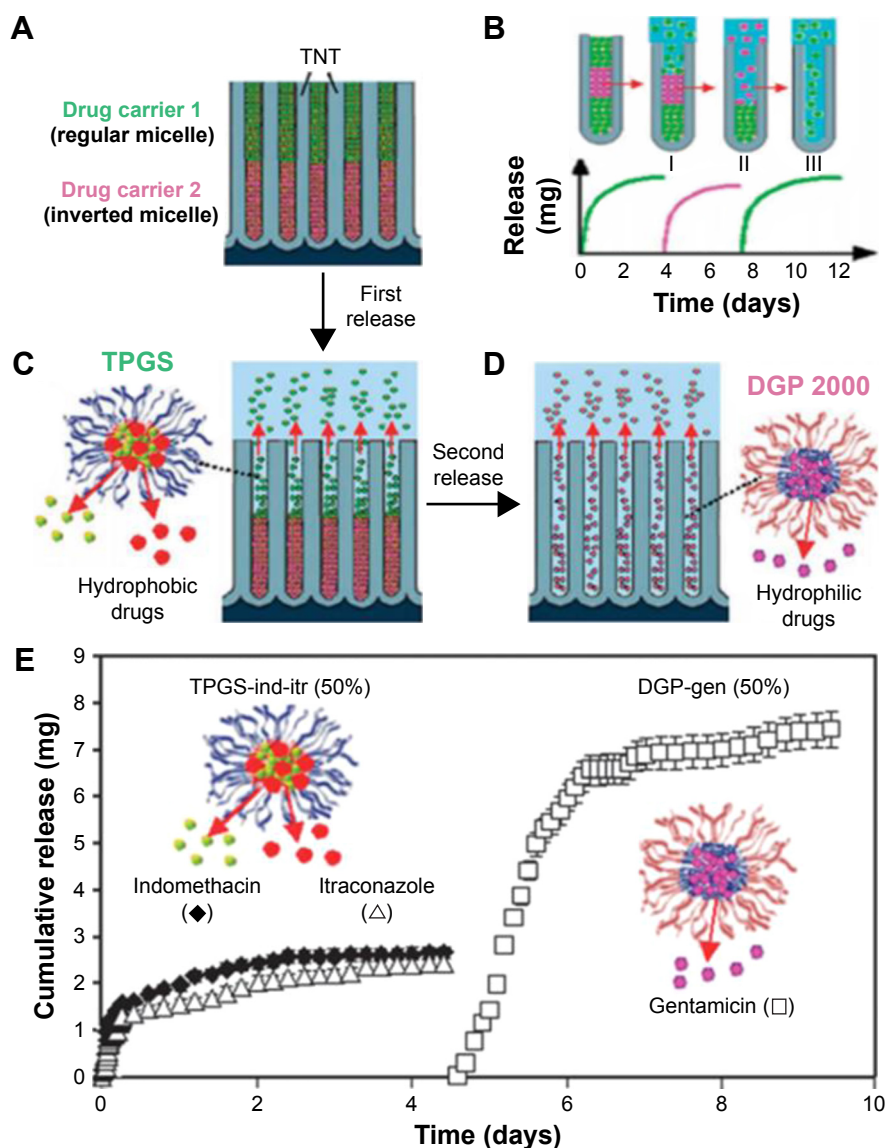 A
TNT
Drug carrier 1
(regular micelle)
Drug carrier 2
(inverted micelle)
First
release
B
I
II
III
Release
(mg)
0
2
4
6
8
10
12
Time (days)
C
TPGS
Hydrophobic
drugs
Second
release
D
DGP 2000
Hydrophilic
drugs
E
9
8
7
6
5
4
3
2
1
0
Cumulative release (mg)
TPGS-ind-itr (50%)
DGP-gen (50%)
Indomethacin
(◆)
Itraconazole
(△)
Gentamicin (□)
0
2
4
6
8
10
Time (days)